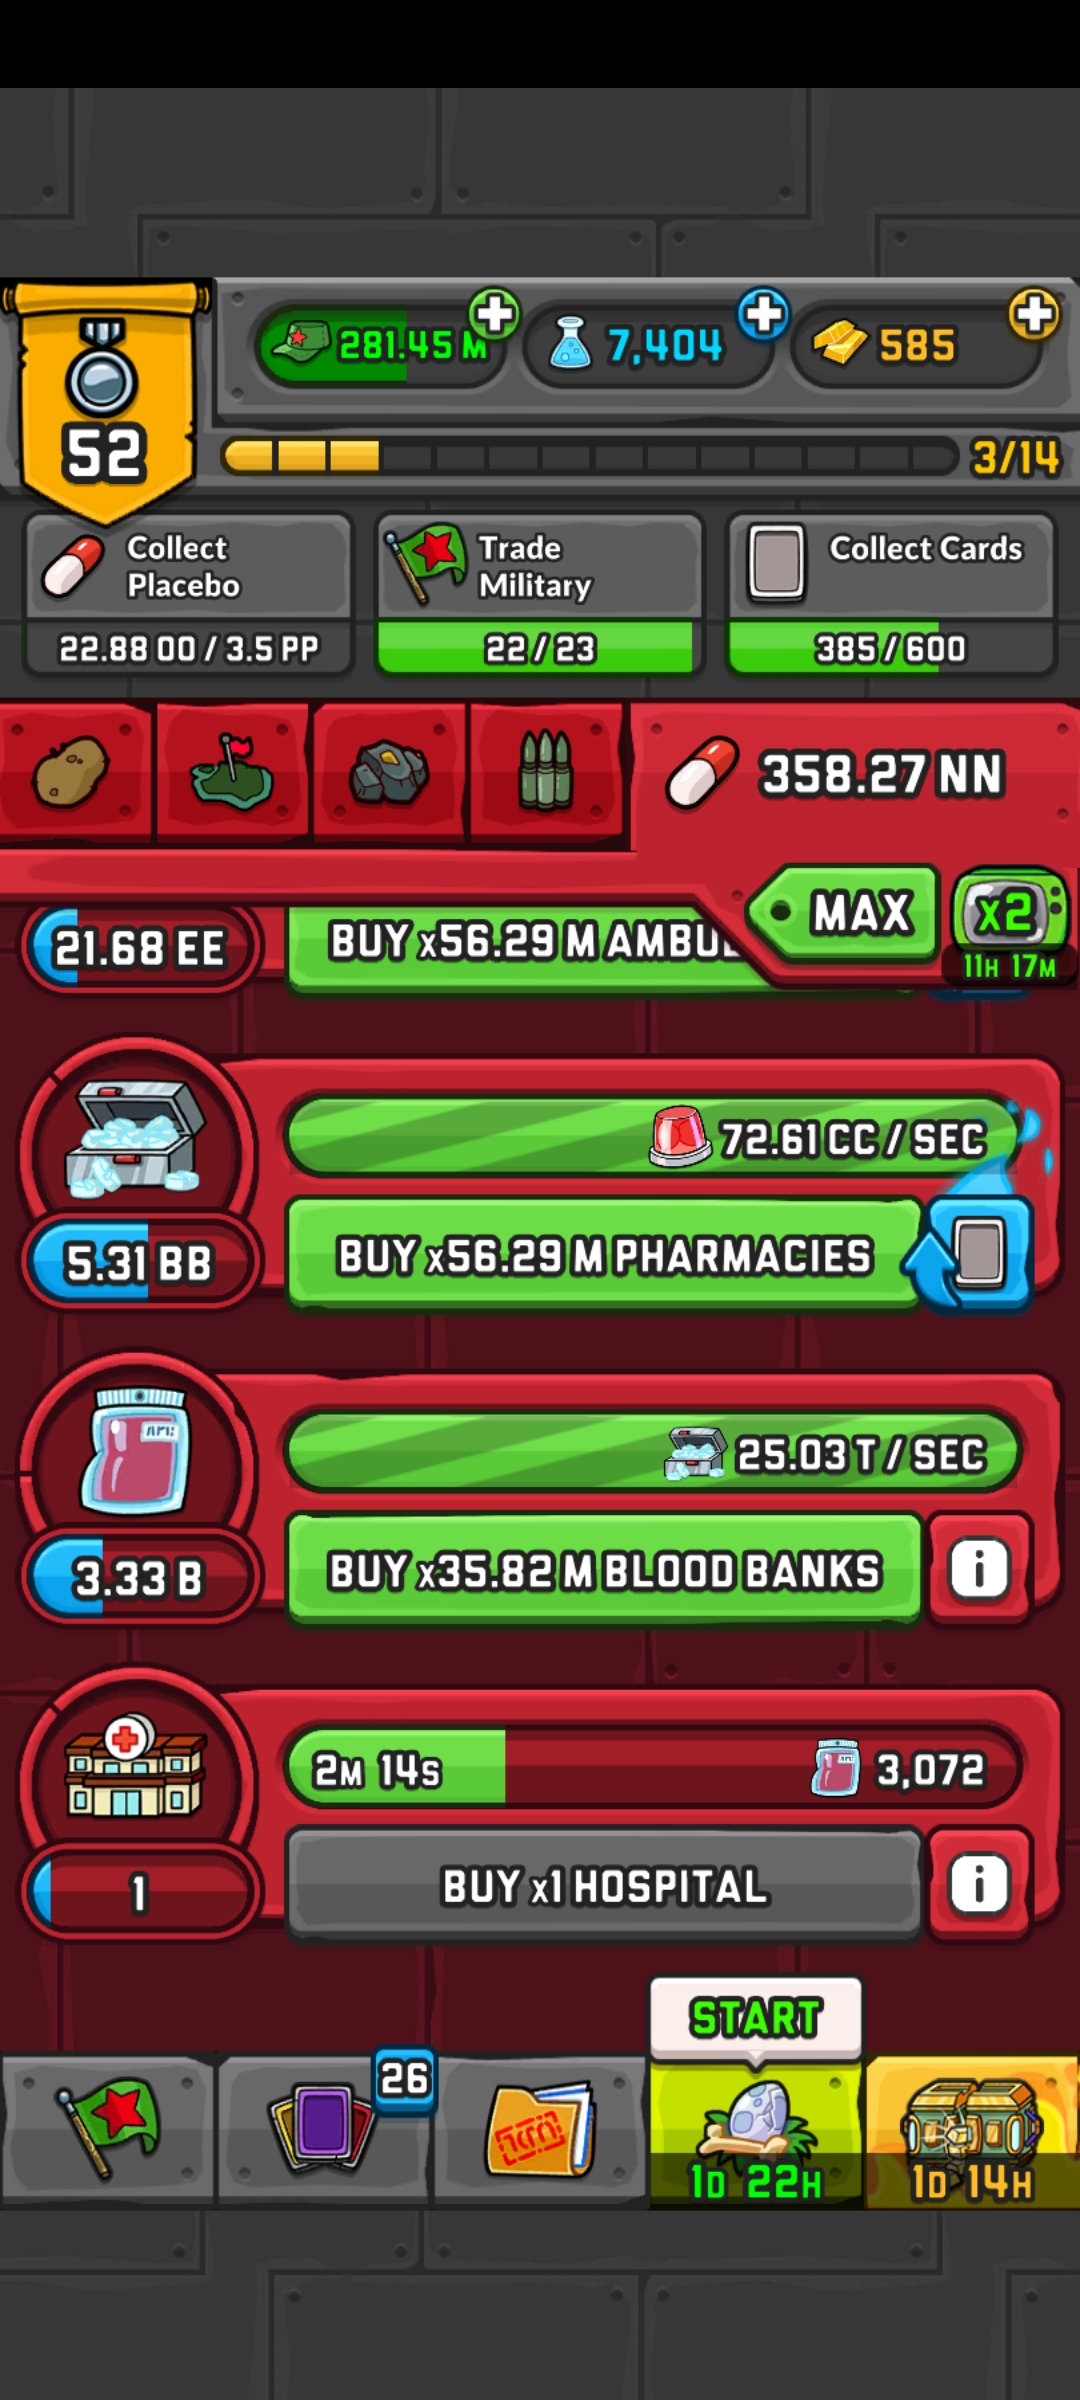 281.45 M
7,404
585
52
3/14
Collect
Placebo
22.88 OO / 3.5 PP
Trade
Military
22 / 23
Collect Cards
385 / 600
358.27 NN
MAX
x2
11H 17M
21.68 EE
BUY x56.29 M AMBU
72.61 CC / SEC
5.31 BB
BUY x56.29 M PHARMACIES
25.03 T / SEC
3.33 B
BUY x35.82 M BLOOD BANKS
i
2M 14S
3,072
1
BUY x1 HOSPITAL
i
START
26
1D 22H
1D 14H